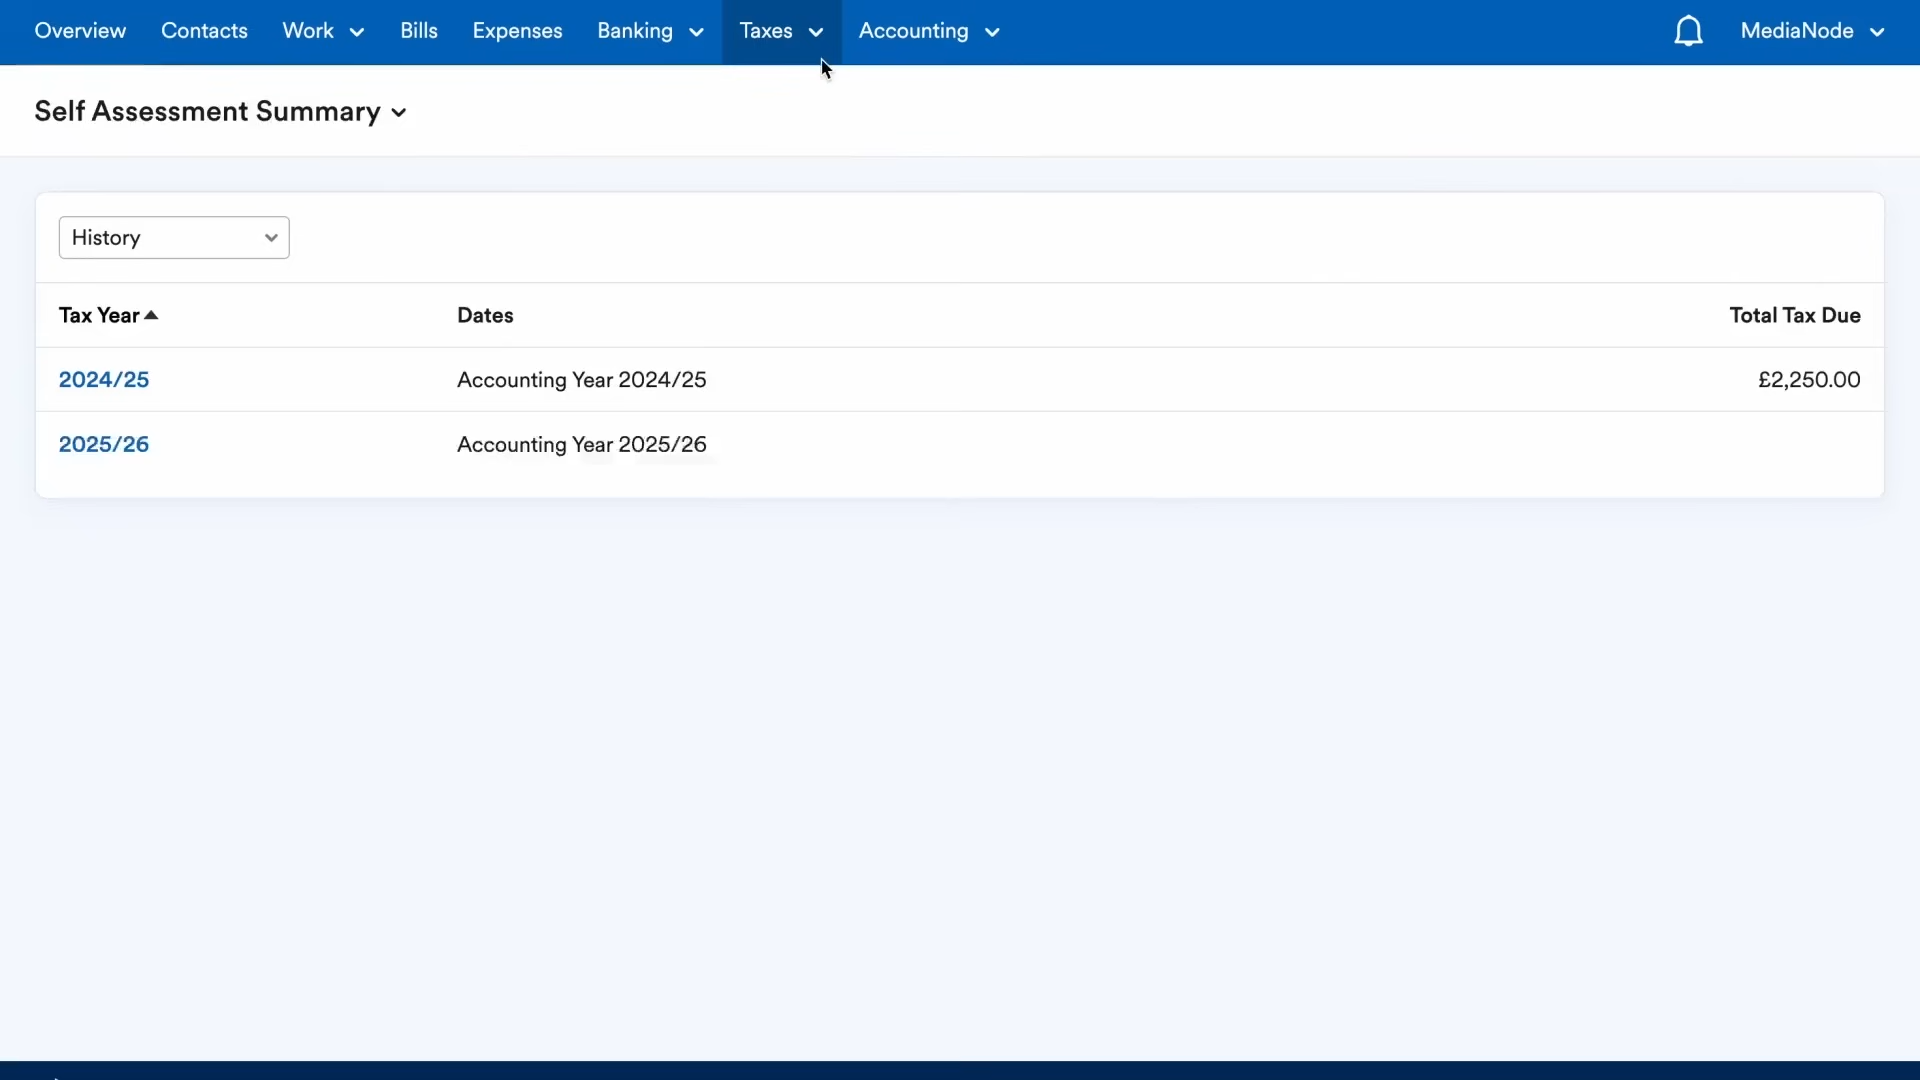 Overview Contacts Work Bills Expenses Banking Taxes Accounting MediaNode
Self Assessment Summary
History
Tax Year Dates Total Tax Due
2024/25 Accounting Year 2024/25 £2,250.00
2025/26 Accounting Year 2025/26